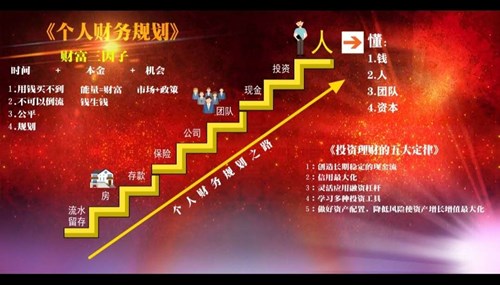 《个人财务规划》
财富三因子
时间 + 本金 + 机会
1.用钱买不到 能量=财富 市场+政策
2.不可以倒流 钱生钱
3.公平
4.规划
流水
留存
房
存款
保险
公司
团队
现金
投资
人
个人财务规划之路
懂:
1.钱
2.人
3.团队
4.资本
《投资理财的五大定律》
1:创造长期稳定的现金流
2:信用最大化
3:灵活应用融资杠杆
4:学习多种投资工具
5:做好资产配置,降低风险使资产增长增值最大化